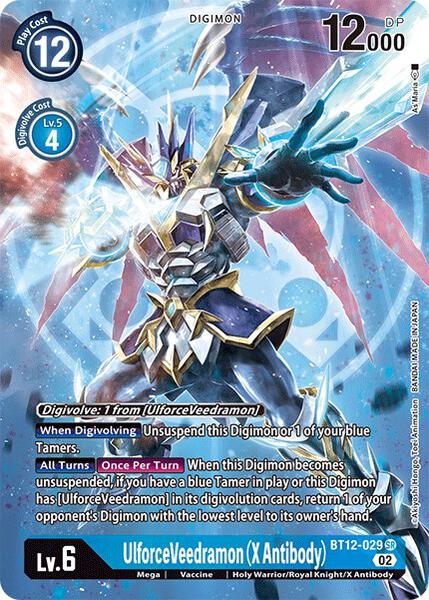 Play Cost
12
DIGIMON
DP
12000
Digivolve Cost
Lv.5
4
As'Maria
Digivolve: 1 from [UlforceVeedramon]
When Digivolving Unsuspend this Digimon or 1 of your blue
Tamers.
All Turns Once Per Turn When this Digimon becomes
unsuspended, if you have a blue Tamer in play or this Digimon
has [UlforceVeedramon] in its digivolution cards, return 1 of your
opponent's Digimon with the lowest level to its owner's hand.
©Akiyoshi Hongo, Toei Animation BANDAI MADE IN JAPAN
Lv.6
UlforceVeedramon (X Antibody)
BT12-029 SR
02
Mega | Vaccine | Holy Warrior/Royal Knight/X Antibody